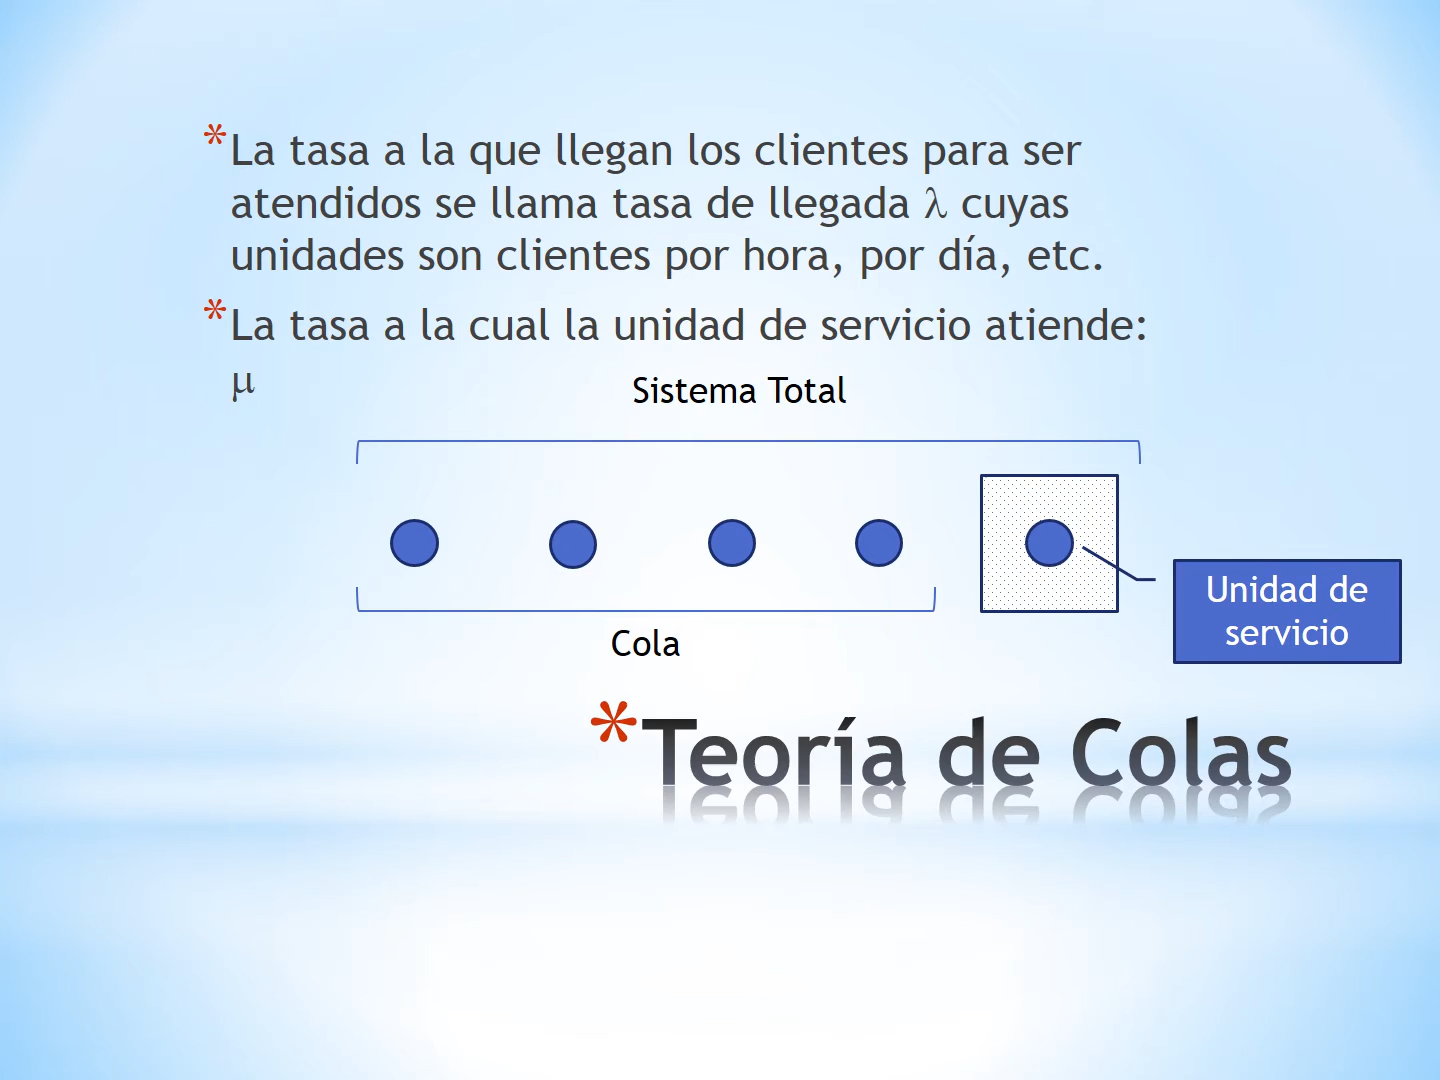 *La tasa a la que llegan los clientes para ser
atendidos se llama tasa de llegada λ cuyas
unidades son clientes por hora, por día, etc.
*La tasa a la cual la unidad de servicio atiende:
μ
Sistema Total
Unidad de
servicio
Cola
*Teoría de Colas